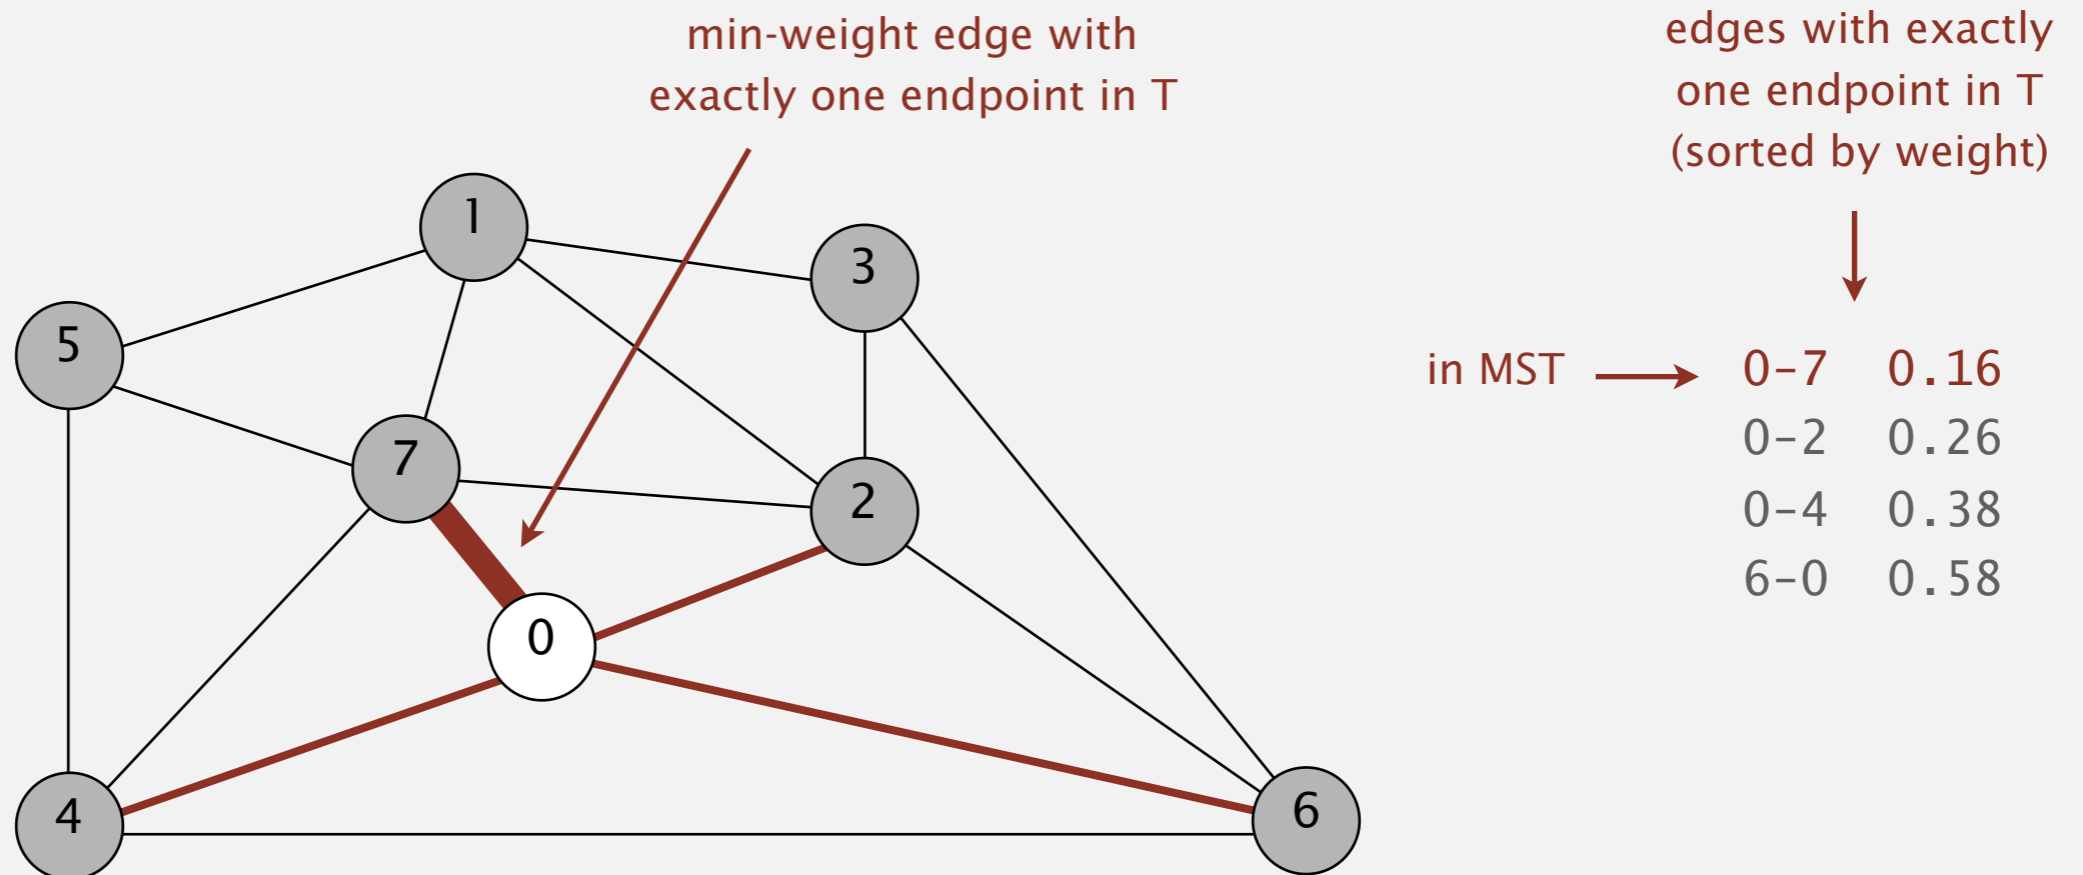 min-weight edge with
exactly one endpoint in T
edges with exactly
one endpoint in T
(sorted by weight)
1
3
5
7
2
0
4
6
in MST
0-7 0.16
0-2 0.26
0-4 0.38
6-0 0.58